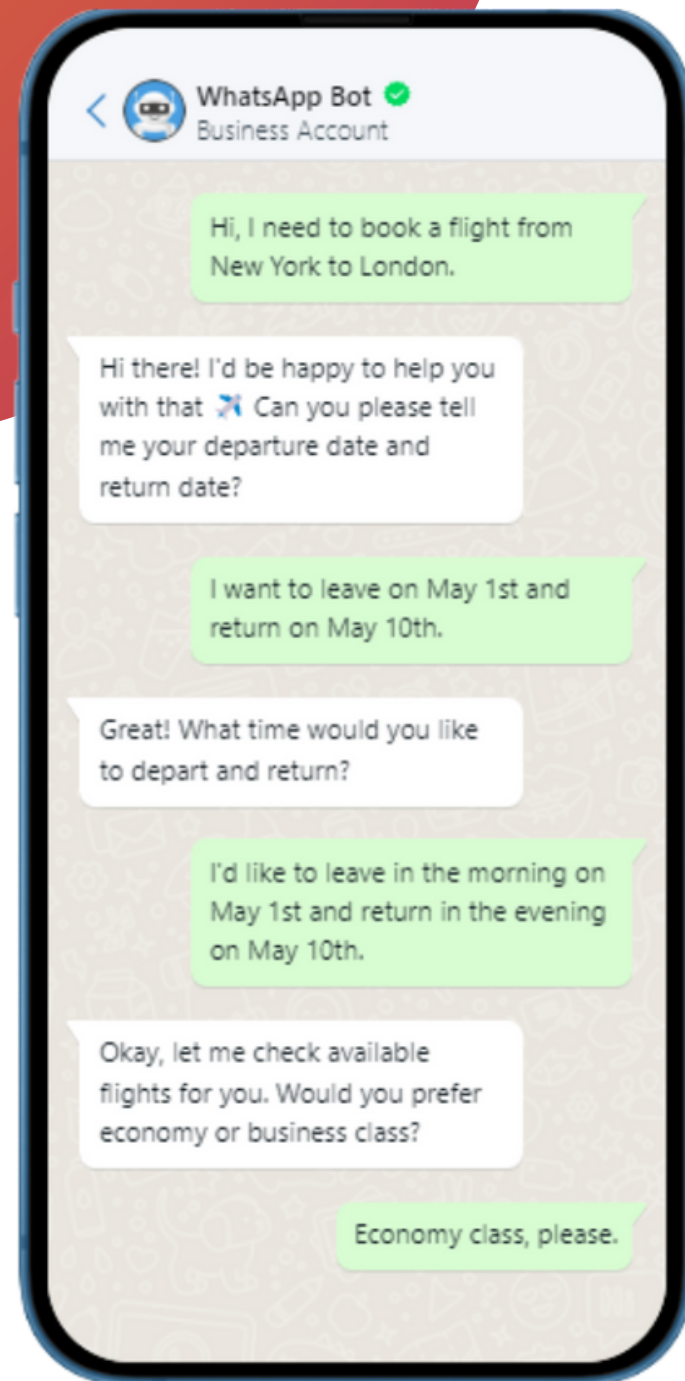 WhatsApp Bot
Business Account
Hi, I need to book a flight from
New York to London.
Hi there! I'd be happy to help you
with that ✈️ Can you please tell
me your departure date and
return date?
I want to leave on May 1st and
return on May 10th.
Great! What time would you like
to depart and return?
I'd like to leave in the morning on
May 1st and return in the evening
on May 10th.
Okay, let me check available
flights for you. Would you prefer
economy or business class?
Economy class, please.